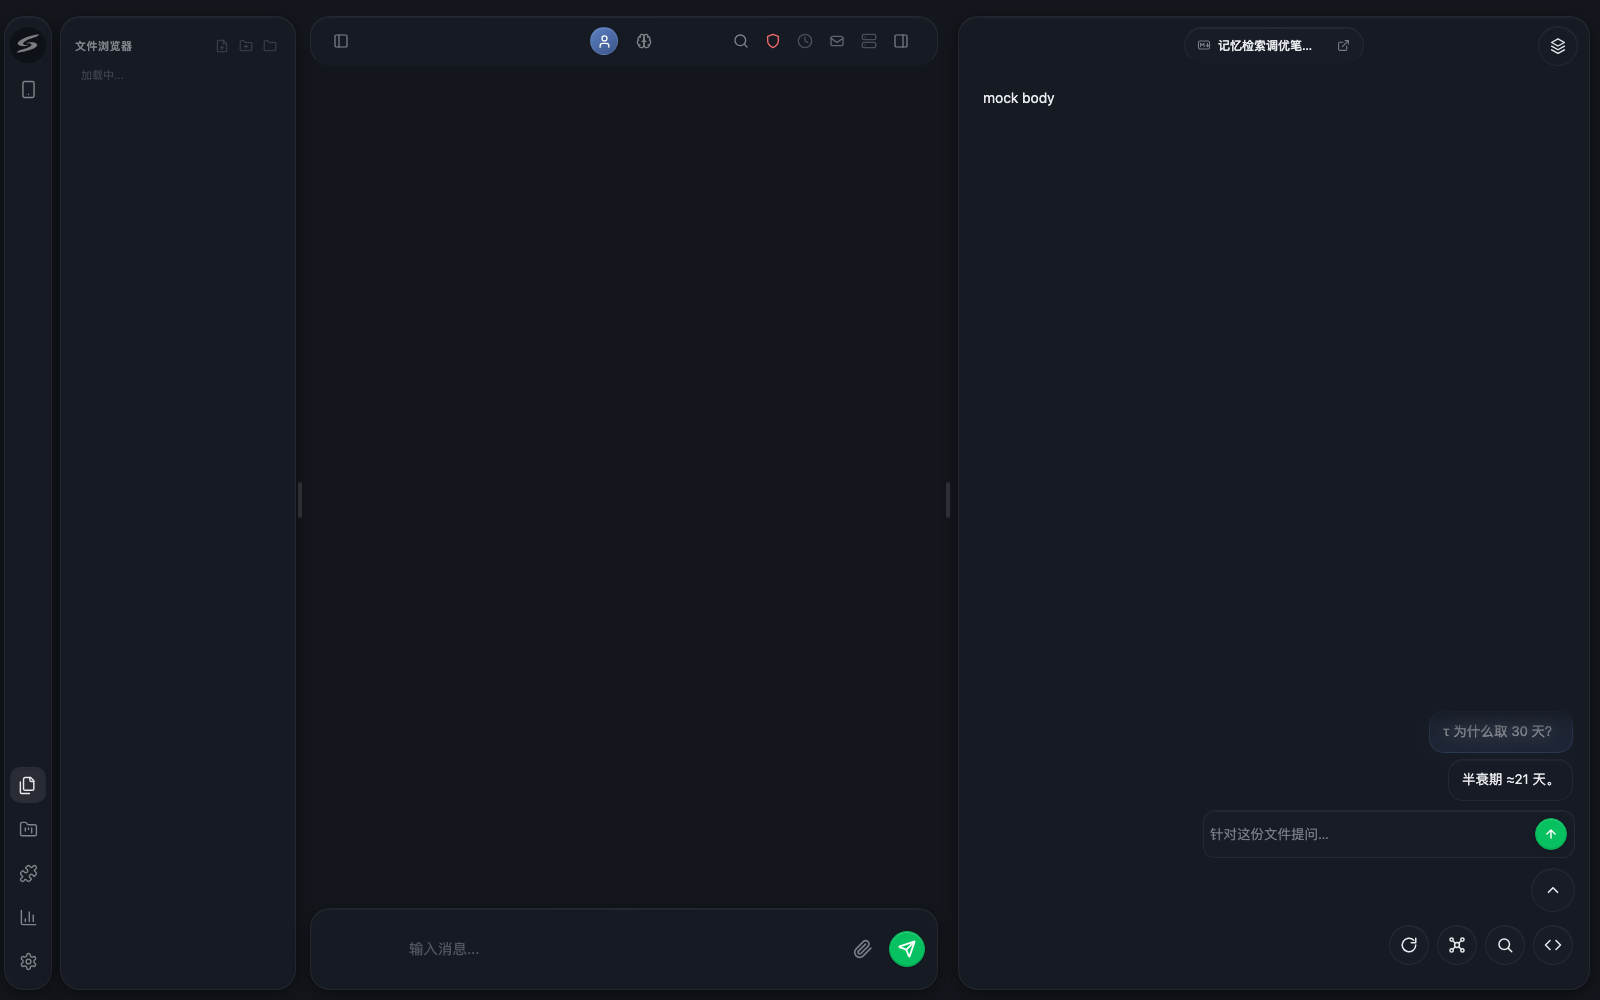 文件浏览器
加载中...
输入消息...
记忆检索调优笔...
mock body
τ 为什么取 30 天?
半衰期 ≈21 天。
针对这份文件提问...